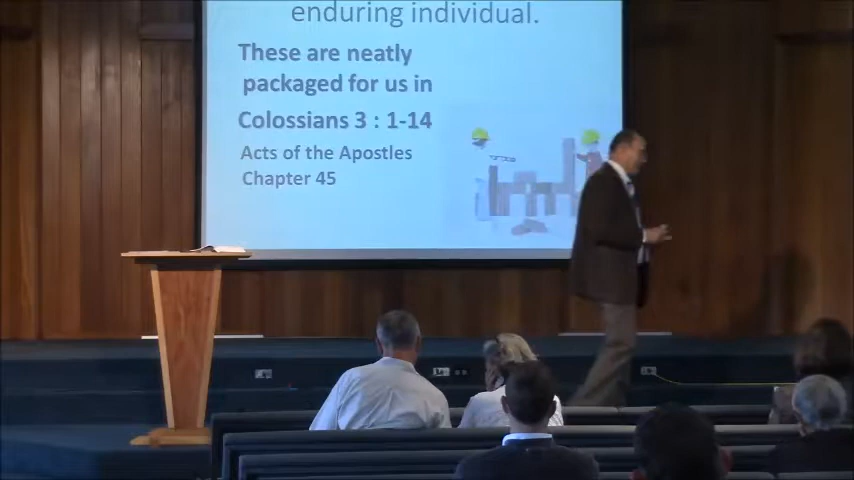 enduring individual.
These are neatly
packaged for us in
Colossians 3 : 1-14
Acts of the Apostles
Chapter 45